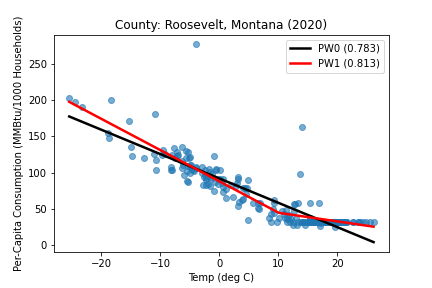 County: Roosevelt, Montana (2020)
PW0 (0.783)
PW1 (0.813)
Per-Capita Consumption (MMBtu/1000 Households)
250
200
150
100
50
0
−20 −10 0 10 20
Temp (deg C)